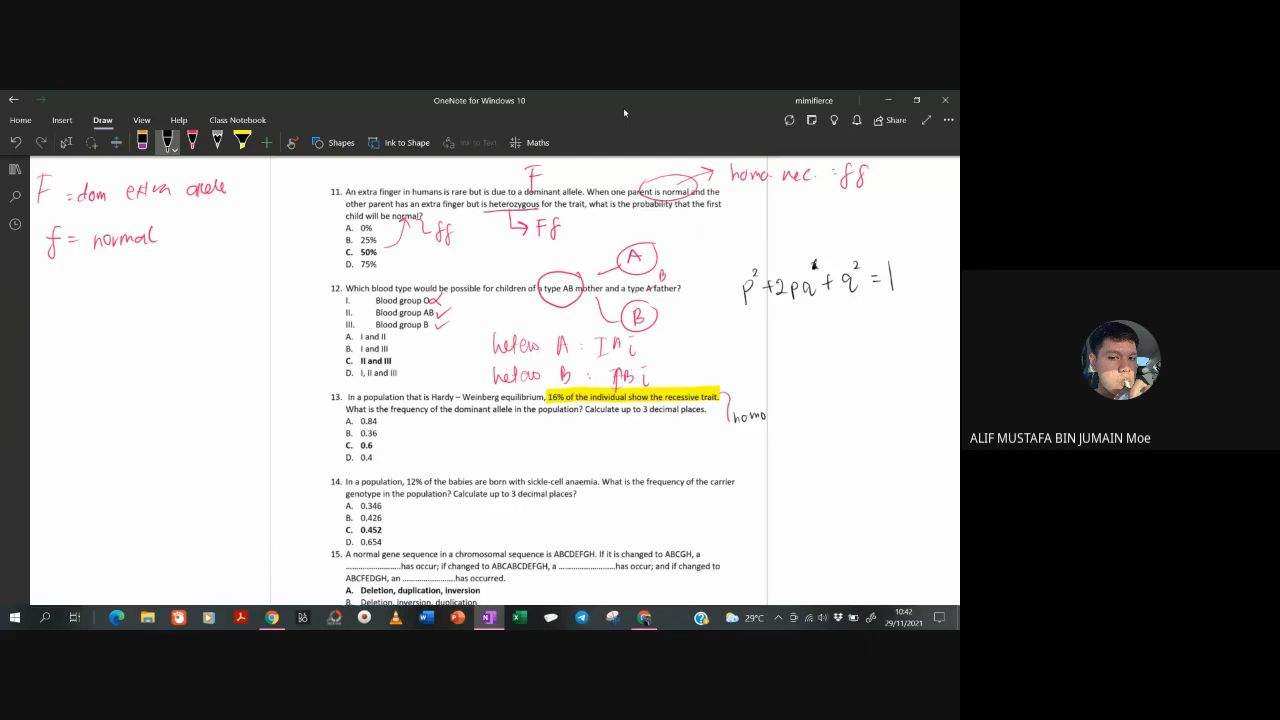 OneNote for Windows 10
mimifierce
Home Insert Draw View Help Class Notebook
Share
Shapes Ink to Shape Ink to Text Maths
F = dom extra allele
f = normal
F
homo rec. : ff
11. An extra finger in humans is rare but is due to a dominant allele. When one parent is normal and the
other parent has an extra finger but is heterozygous for the trait, what is the probability that the first
child will be normal?
ff
Ff
A. 0%
B. 25%
C. 50%
D. 75%
A
B
B
12. Which blood type would be possible for children of a type AB mother and a type A father?
I. Blood group O
II. Blood group AB
III. Blood group B
A. I and II
B. I and III
C. II and III
D. I, II and III
hetero A : IA i
hetero B : IB i
p2 + 2pq + q2 = 1
13. In a population that is Hardy – Weinberg equilibrium, 16% of the individual show the recessive trait.
What is the frequency of the dominant allele in the population? Calculate up to 3 decimal places.
homo
A. 0.84
B. 0.36
C. 0.6
D. 0.4
14. In a population, 12% of the babies are born with sickle-cell anaemia. What is the frequency of the carrier
genotype in the population? Calculate up to 3 decimal places?
A. 0.346
B. 0.426
C. 0.452
D. 0.654
15. A normal gene sequence in a chromosomal sequence is ABCDEFGH. If it is changed to ABCGH, a
............................has occur; if changed to ABCABCDEFGH, a ......................has occur; and if changed to
ABCFEDGH, an ..........................has occurred.
A. Deletion, duplication, inversion
B. Deletion, inversion, duplication
29°C
10:42
29/11/2021
ALIF MUSTAFA BIN JUMAIN Moe